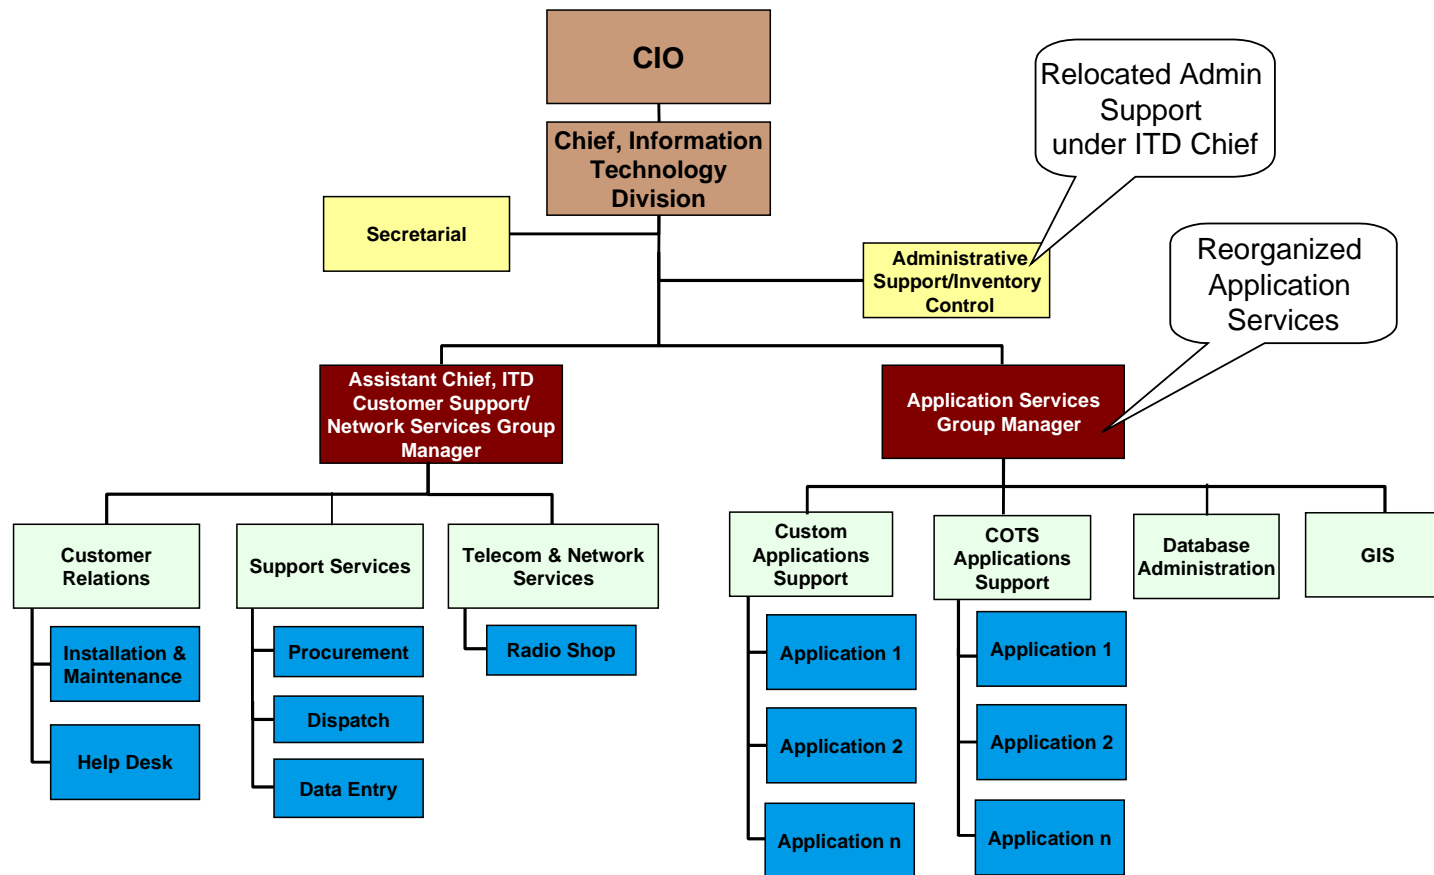 CIO
Relocated Admin
Support
under ITD Chief
Chief, Information
Technology
Division
Secretarial
Administrative
Support/Inventory
Control
Reorganized
Application
Services
Assistant Chief, ITD
Customer Support/
Network Services Group
Manager
Application Services
Group Manager
Customer
Relations
Support Services
Telecom & Network
Services
Custom
Applications
Support
COTS
Applications
Support
Database
Administration
GIS
Installation &
Maintenance
Help Desk
Procurement
Dispatch
Data Entry
Radio Shop
Application 1
Application 2
Application n
Application 1
Application 2
Application n